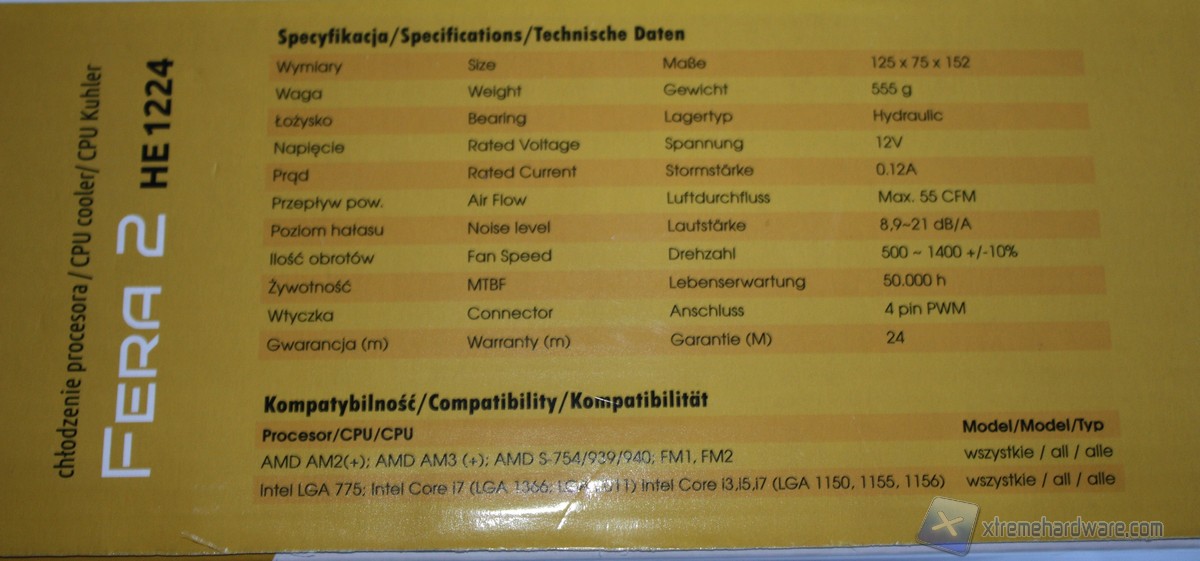 chłodzenie procesora / CPU cooler/ CPU Kuhler
FERA 2 HE1224
Specyfikacja/Specifications/Technische Daten
Wymiary Size Maße 125 x 75 x 152
Waga Weight Gewicht 555 g
Łożysko Bearing Lagertyp Hydraulic
Napięcie Rated Voltage Spannung 12V
Prąd Rated Current Stormstärke 0.12A
Przepływ pow. Air Flow Luftdurchfluss Max. 55 CFM
Poziom hałasu Noise level Lautstärke 8,9~21 dB/A
Ilość obrotów Fan Speed Drehzahl 500 ~ 1400 +/-10%
Żywotność MTBF Lebenserwartung 50.000 h
Wtyczka Connector Anschluss 4 pin PWM
Gwarancja (m) Warranty (m) Garantie (M) 24
Kompatybilność/Compatibility/Kompatibilität
Procesor/CPU/CPU Model/Model/Typ
AMD AM2(+); AMD AM3 (+); AMD S-754/939/940; FM1, FM2 wszystkie / all / alle
Intel LGA 775; Intel Core i7 (LGA 1366; Intel Core i3,i5,i7 (LGA 1150, 1155, 1156) wszystkie / all / alle
xtremehardware.com